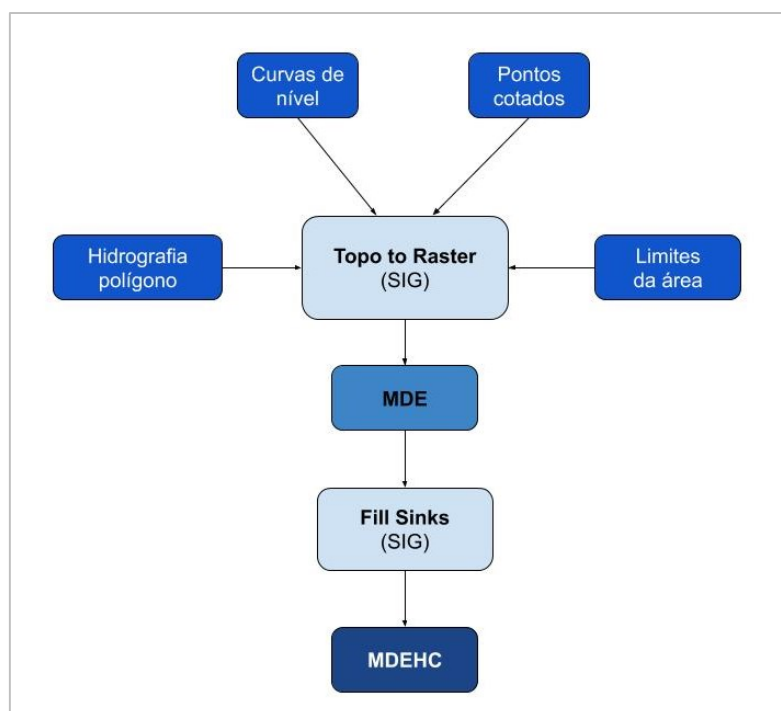 Curvas de
nível
Pontos
cotados
Hidrografia
polígono
Topo to Raster
(SIG)
Limites
da área
MDE
Fill Sinks
(SIG)
MDEHC